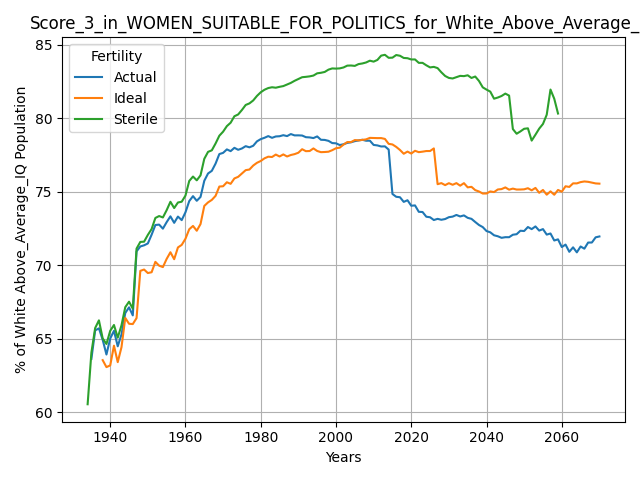 Score_3_in_WOMEN_SUITABLE_FOR_POLITICS_for_White_Above_Average_
Fertility
Actual
Ideal
Sterile
% of White Above_Average_IQ Population
85
80
75
70
65
60
1940
1960
1980
2000
2020
2040
2060
Years